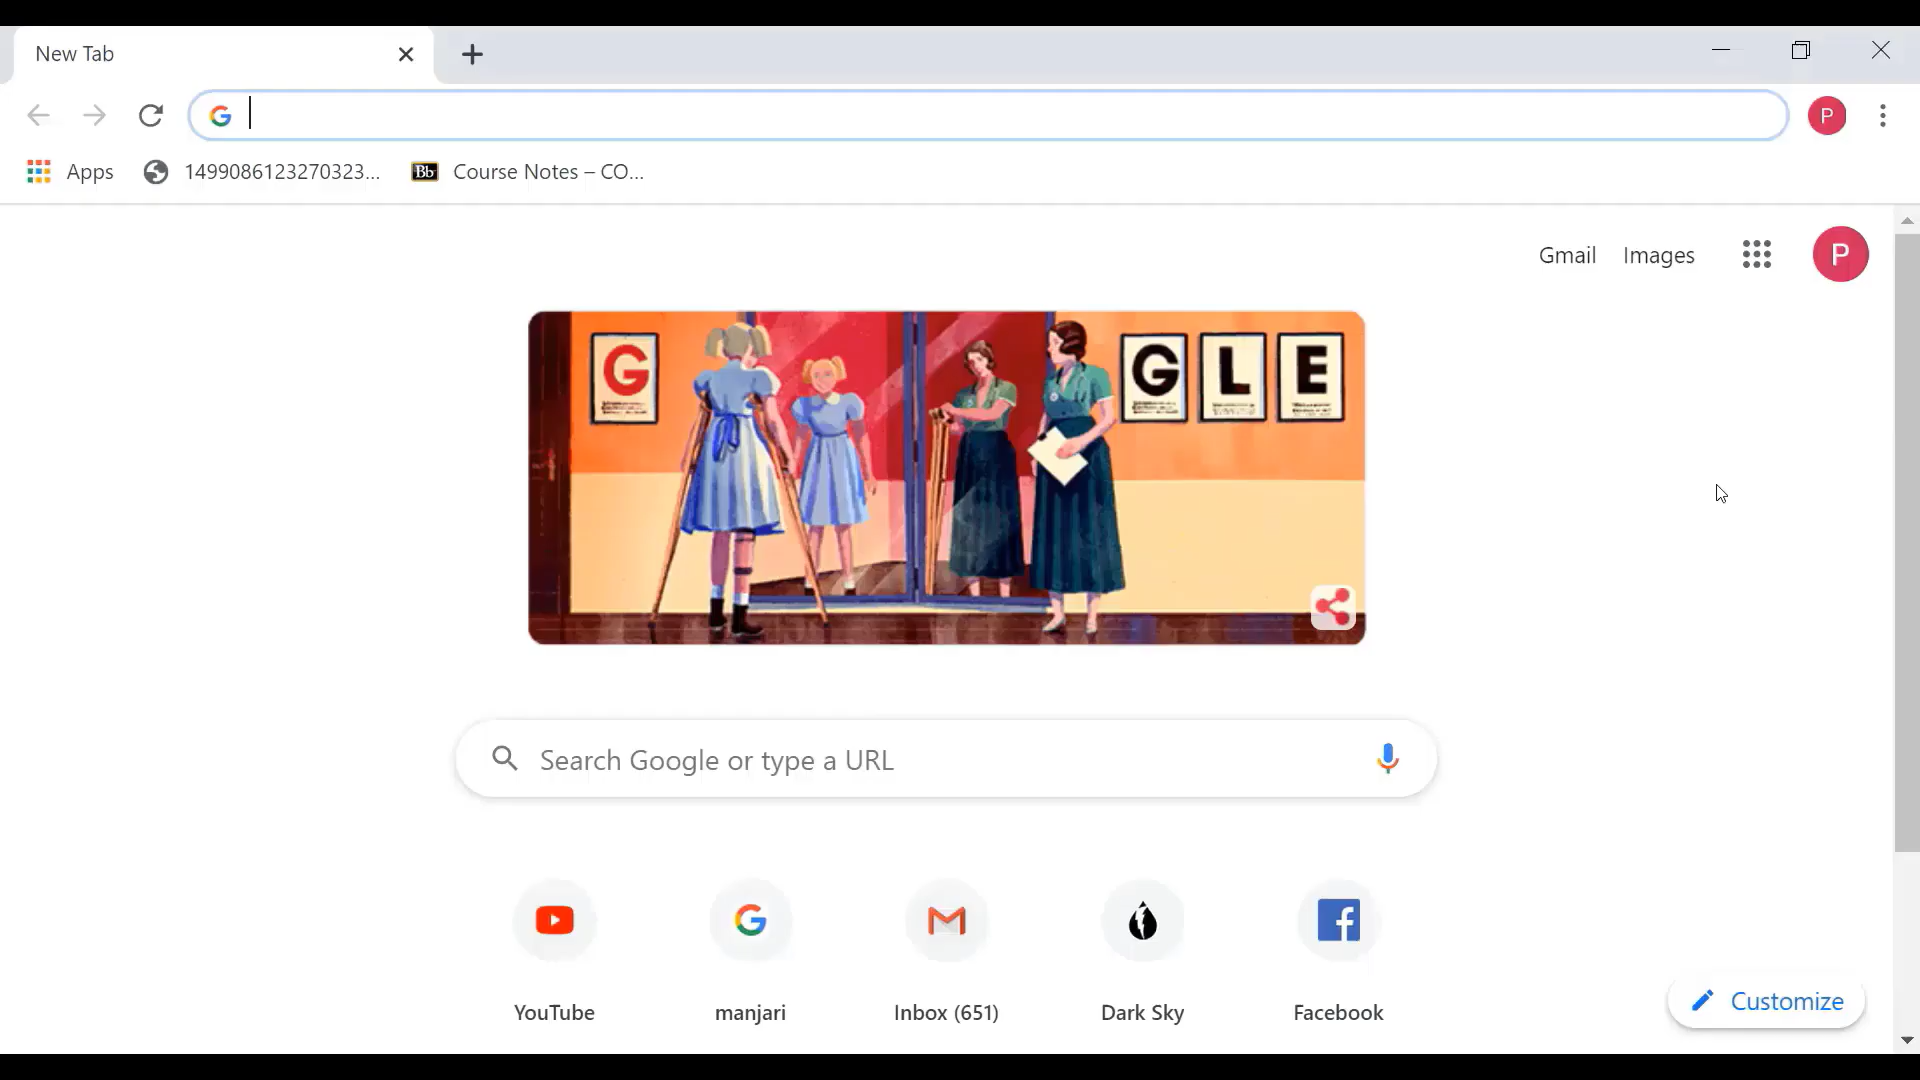 New Tab
Apps
1499086123270323...
Bb
Course Notes – CO...
P
Gmail
Images
P
G
G L E
Search Google or type a URL
YouTube
manjari
Inbox (651)
Dark Sky
Facebook
Customize